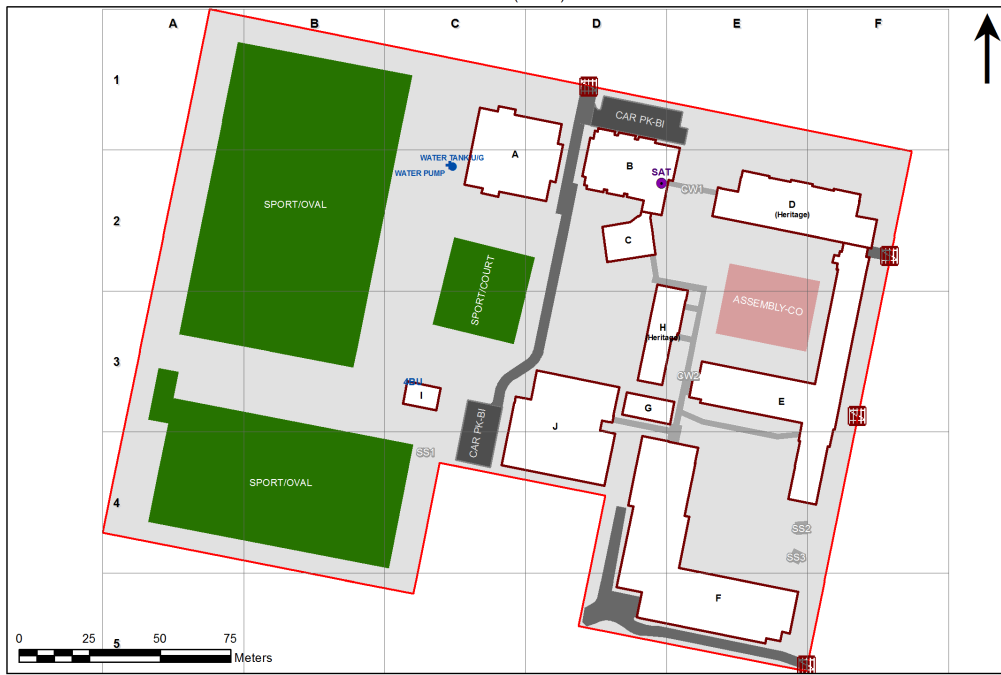 A B C D E F
1
CAR PK-BI
A
WATER TANK U/G
WATER PUMP
B
SAT
CW1
D
(Heritage)
2
SPORT/OVAL
C
SPORT/COURT
ASSEMBLY-CO
H
(Heritage)
3
4BU
I
CW2
E
G
J
CAR PK-BI
SS1
SPORT/OVAL
4
SS2
SS3
F
5
0 25 50 75
Meters